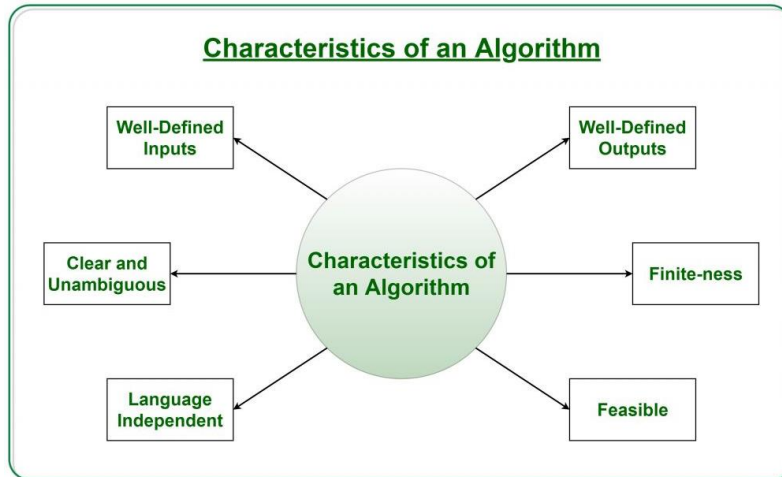 Characteristics of an Algorithm
Well-Defined
Inputs
Well-Defined
Outputs
Clear and
Unambiguous
Characteristics of
an Algorithm
Finite-ness
Language
Independent
Feasible